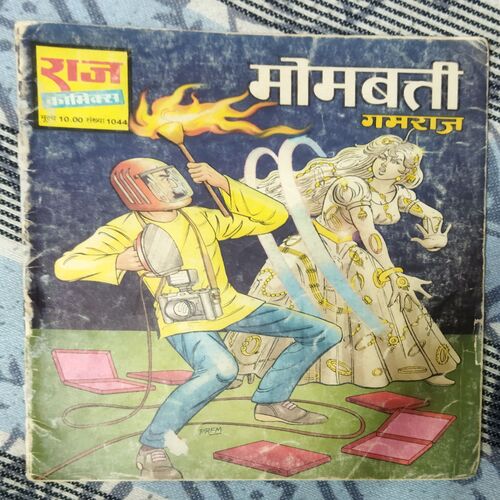 राज
कॉमिक्स
मूल्य 10.00 संख्या 1044
मोमबत्ती
गमराज
PREM